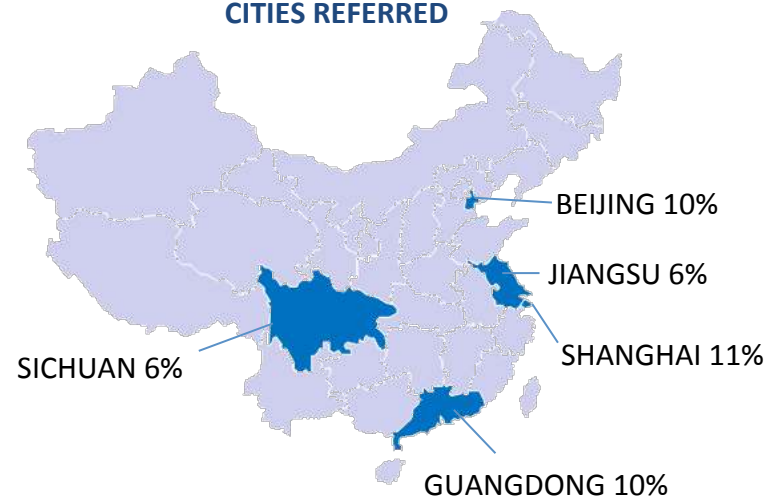 CITIES REFERRED
BEIJING 10%
JIANGSU 6%
SHANGHAI 11%
SICHUAN 6%
GUANGDONG 10%